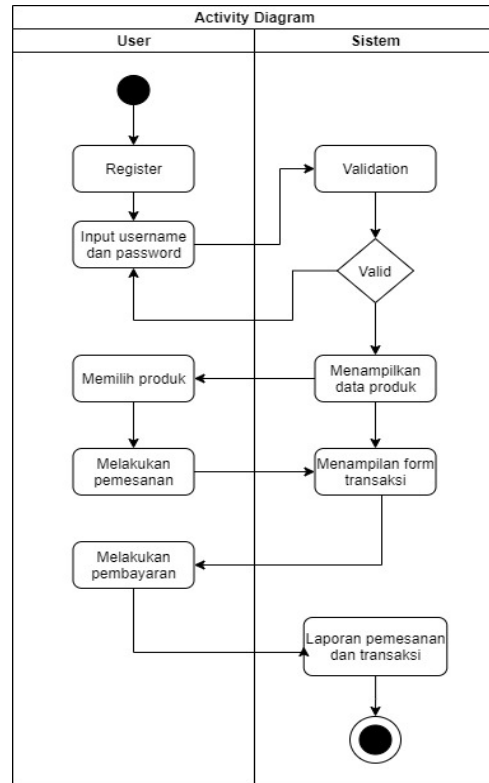 Activity Diagram
User
Sistem
Register
Validation
Input username
dan password
Valid
Memilih produk
Menampilkan
data produk
Melakukan
pemesanan
Menampilan form
transaksi
Melakukan
pembayaran
Laporan pemesanan
dan transaksi